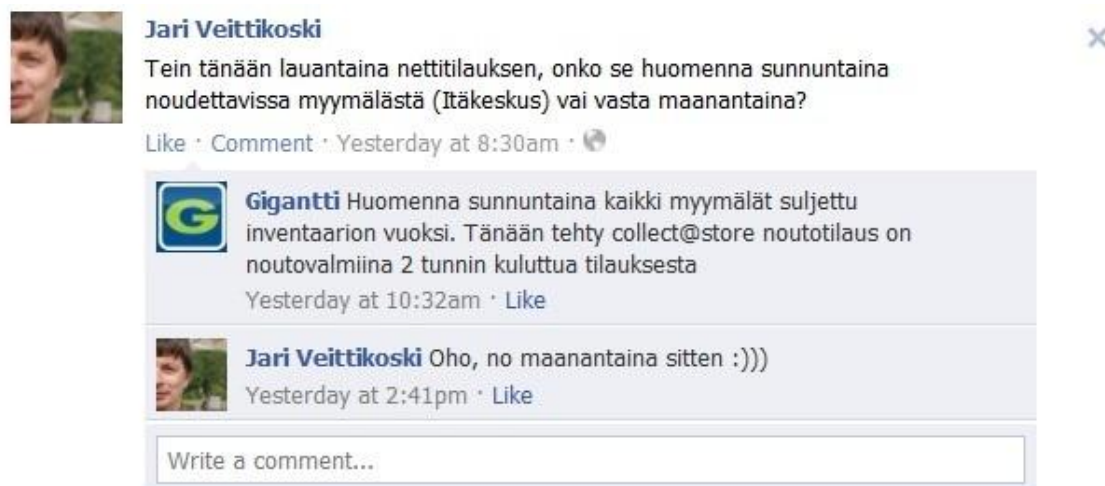 Jari Veittikoski
Tein tänään lauantaina nettitilauksen, onko se huomenna sunnuntaina
noudettavissa myymälästä (Itäkeskus) vai vasta maanantaina?
Like · Comment · Yesterday at 8:30am ·
G
Gigantti Huomenna sunnuntaina kaikki myymälät suljettu
inventaarion vuoksi. Tänään tehty collect@store noutotilaus on
noutovalmiina 2 tunnin kuluttua tilauksesta
Yesterday at 10:32am · Like
Jari Veittikoski Oho, no maanantaina sitten :)))
Yesterday at 2:41pm · Like
Write a comment...